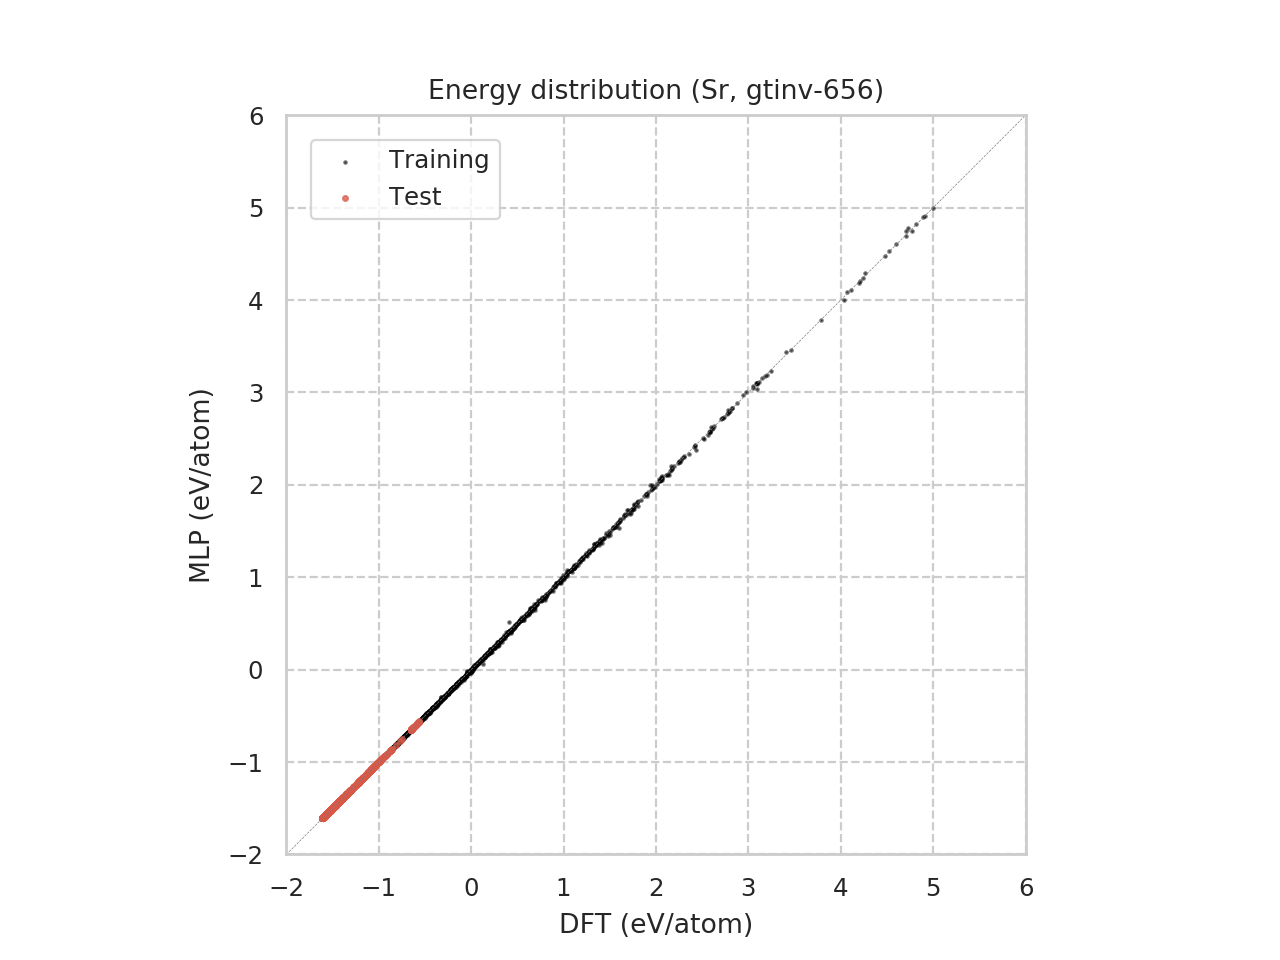 Energy distribution (Sr, gtinv-656)
6
5
4
3
2
1
0
−1
−2
Training
Test
MLP (eV/atom)
−2 −1 0 1 2 3 4 5 6
DFT (eV/atom)